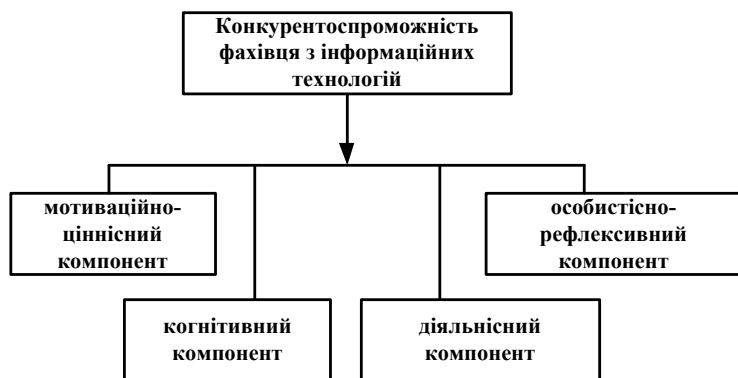 Конкурентоспроможність
фахівця з інформаційних
технологій
мотиваційно-
ціннісний
компонент
особистісно-
рефлексивний
компонент
когнітивний
компонент
діяльнісний
компонент